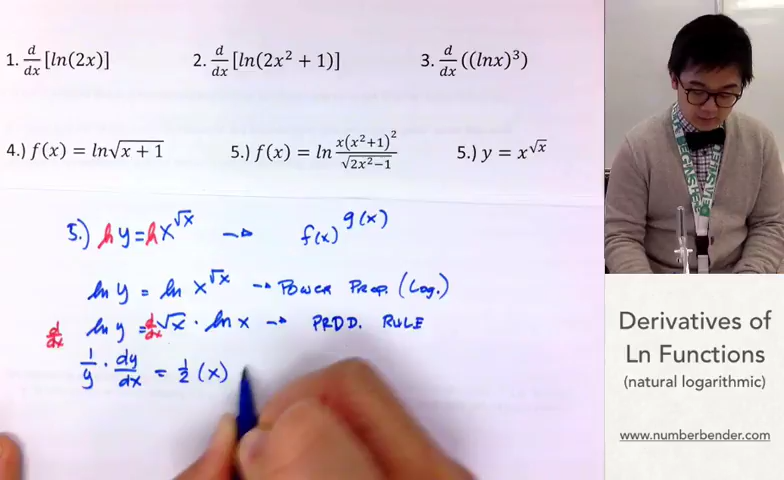 1. d/dx [ln(2x)] 2. d/dx [ln(2x² + 1)] 3. d/dx ((lnx)³)
4.) f(x) = ln√(x + 1) 5.) f(x) = ln x(x²+1)²/√(2x²−1) 5.) y = x^√x
5.) ln y = ln x^√x → f(x)^g(x)
ln y = ln x^√x → POWER PROP. (LOG.)
d/dx ln y = d/dx √x · ln x → PROD. RULE
1/y · dy/dx = 1/2 (x)
Derivatives of
Ln Functions
(natural logarithmic)
www.numberbender.com